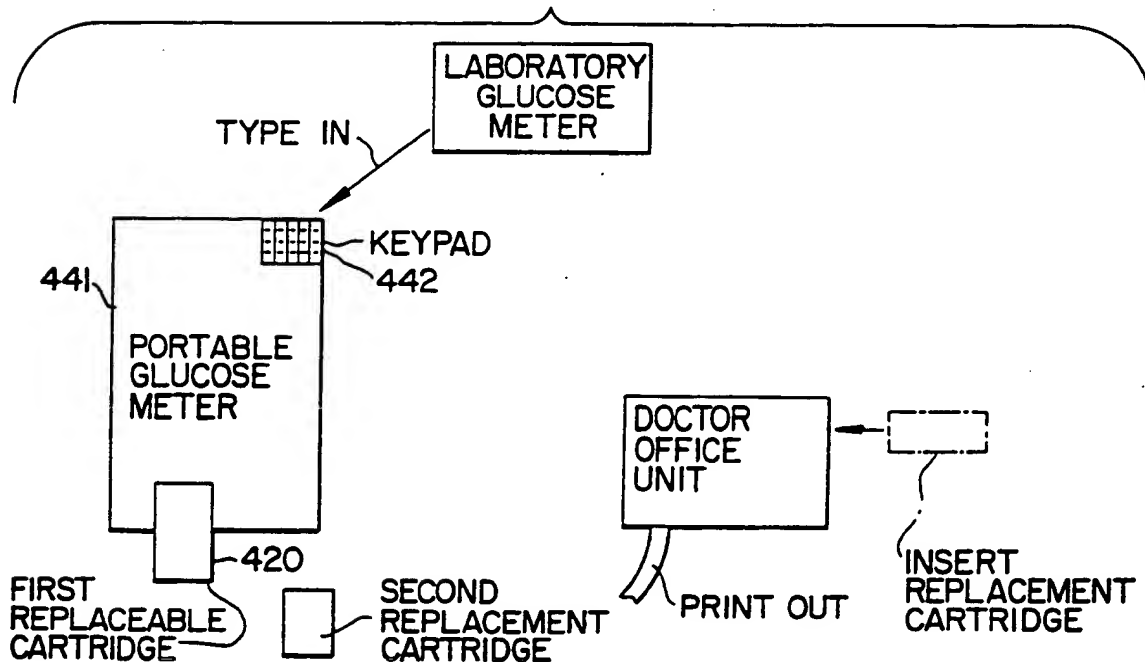 LABORATORY
GLUCOSE
METER
TYPE IN
KEYPAD
442
441
PORTABLE
GLUCOSE
METER
420
FIRST
REPLACEABLE
CARTRIDGE
SECOND
REPLACEMENT
CARTRIDGE
DOCTOR
OFFICE
UNIT
PRINT OUT
INSERT
REPLACEMENT
CARTRIDGE